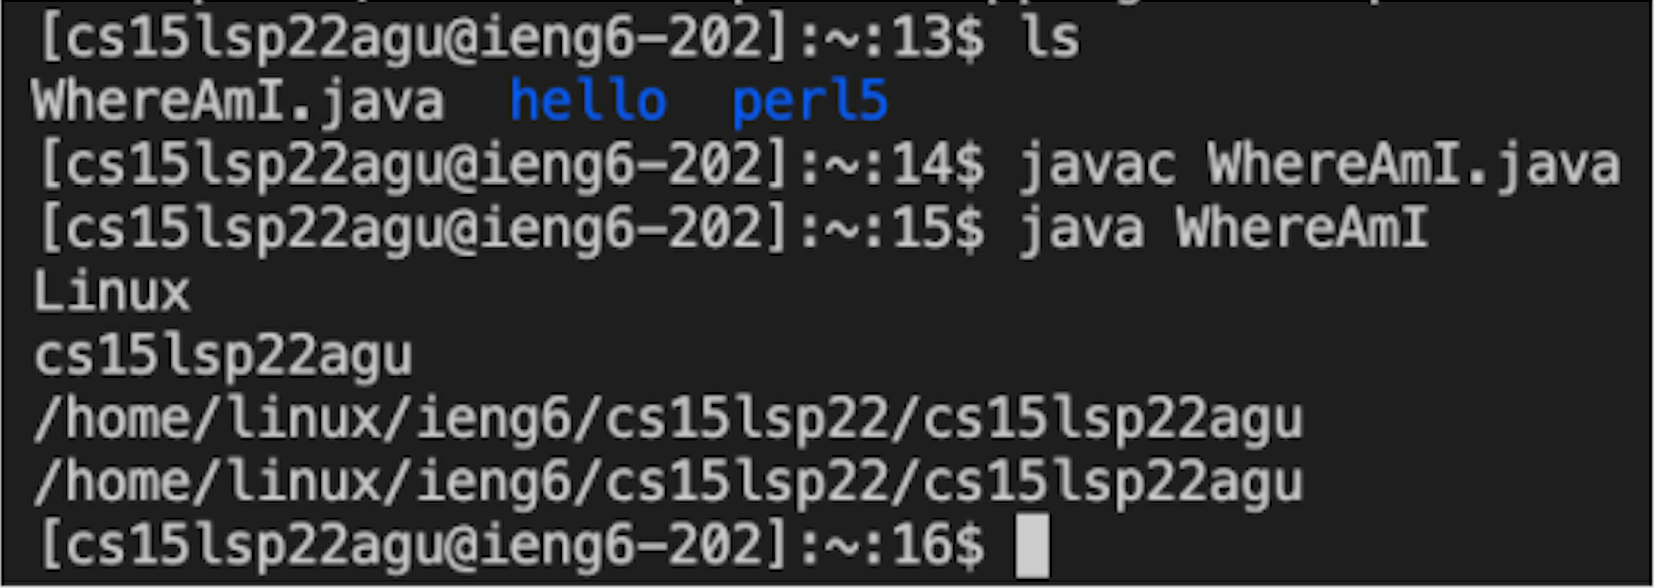 [cs15lsp22agu@ieng6-202]:~:13$ ls
WhereAmI.java  hello  perl5
[cs15lsp22agu@ieng6-202]:~:14$ javac WhereAmI.java
[cs15lsp22agu@ieng6-202]:~:15$ java WhereAmI
Linux
cs15lsp22agu
/home/linux/ieng6/cs15lsp22/cs15lsp22agu
/home/linux/ieng6/cs15lsp22/cs15lsp22agu
[cs15lsp22agu@ieng6-202]:~:16$